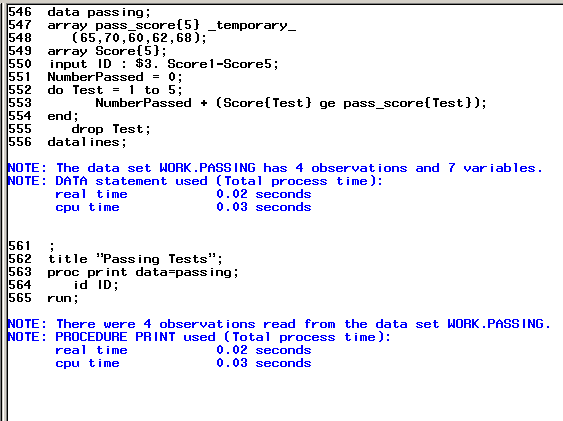 546  data passing;
547  array pass_score{5} _temporary_
548     (65,70,60,62,68);
549  array Score{5};
550  input ID : $3. Score1-Score5;
551  NumberPassed = 0;
552  do Test = 1 to 5;
553        NumberPassed + (Score{Test} ge pass_score{Test});
554  end;
555     drop Test;
556  datalines;
NOTE: The data set WORK.PASSING has 4 observations and 7 variables.
NOTE: DATA statement used (Total process time):
      real time           0.02 seconds
      cpu time            0.03 seconds
561  ;
562  title "Passing Tests";
563  proc print data=passing;
564     id ID;
565  run;
NOTE: There were 4 observations read from the data set WORK.PASSING.
NOTE: PROCEDURE PRINT used (Total process time):
      real time           0.02 seconds
      cpu time            0.03 seconds